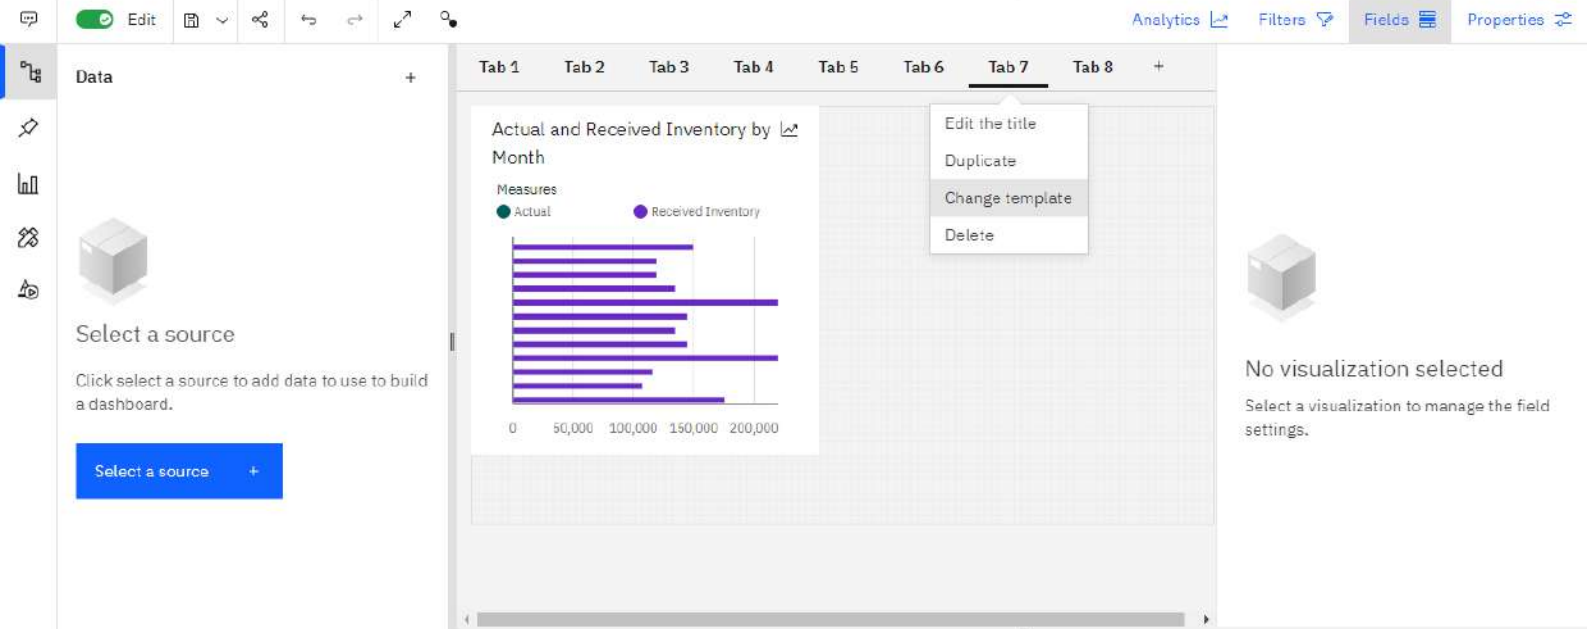 Edit
Analytics
Filters
Fields
Properties
Data
+
Tab 1
Tab 2
Tab 3
Tab 4
Tab 5
Tab 6
Tab 7
Tab 8
+
Edit the title
Duplicate
Change template
Delete
Actual and Received Inventory by
Month
Measures
Actual
Received Inventory
0
50,000
100,000
150,000
200,000
Select a source
Click select a source to add data to use to build
a dashboard.
Select a source +
No visualization selected
Select a visualization to manage the field
settings.